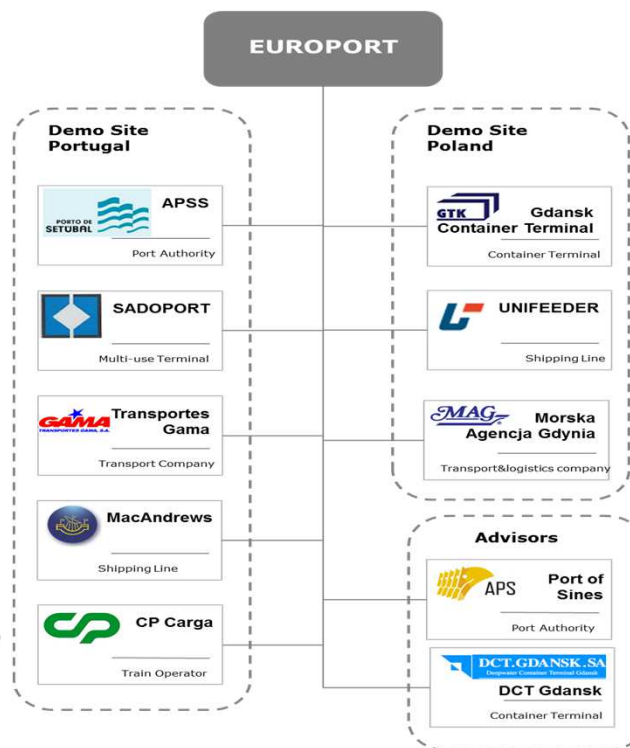 EUROPORT
Demo Site
Portugal
PORTO DE
SETUBAL
APSS
Port Authority
SADOPORT
Multi-use Terminal
GAMA
TRANSPORTES GAMA, S.A.
Transportes
Gama
Transport Company
MacAndrews
Shipping Line
CP Carga
Train Operator
Demo Site
Poland
GTK
Gdansk
Container Terminal
Container Terminal
UNIFEEDER
Shipping Line
MAG
Morska
Agencja Gdynia
Transport&logistics company
Advisors
APS
Port of
Sines
Port Authority
DCT.GDANSK.SA
Deepwater Container Terminal Gdansk
DCT Gdansk
Container Terminal